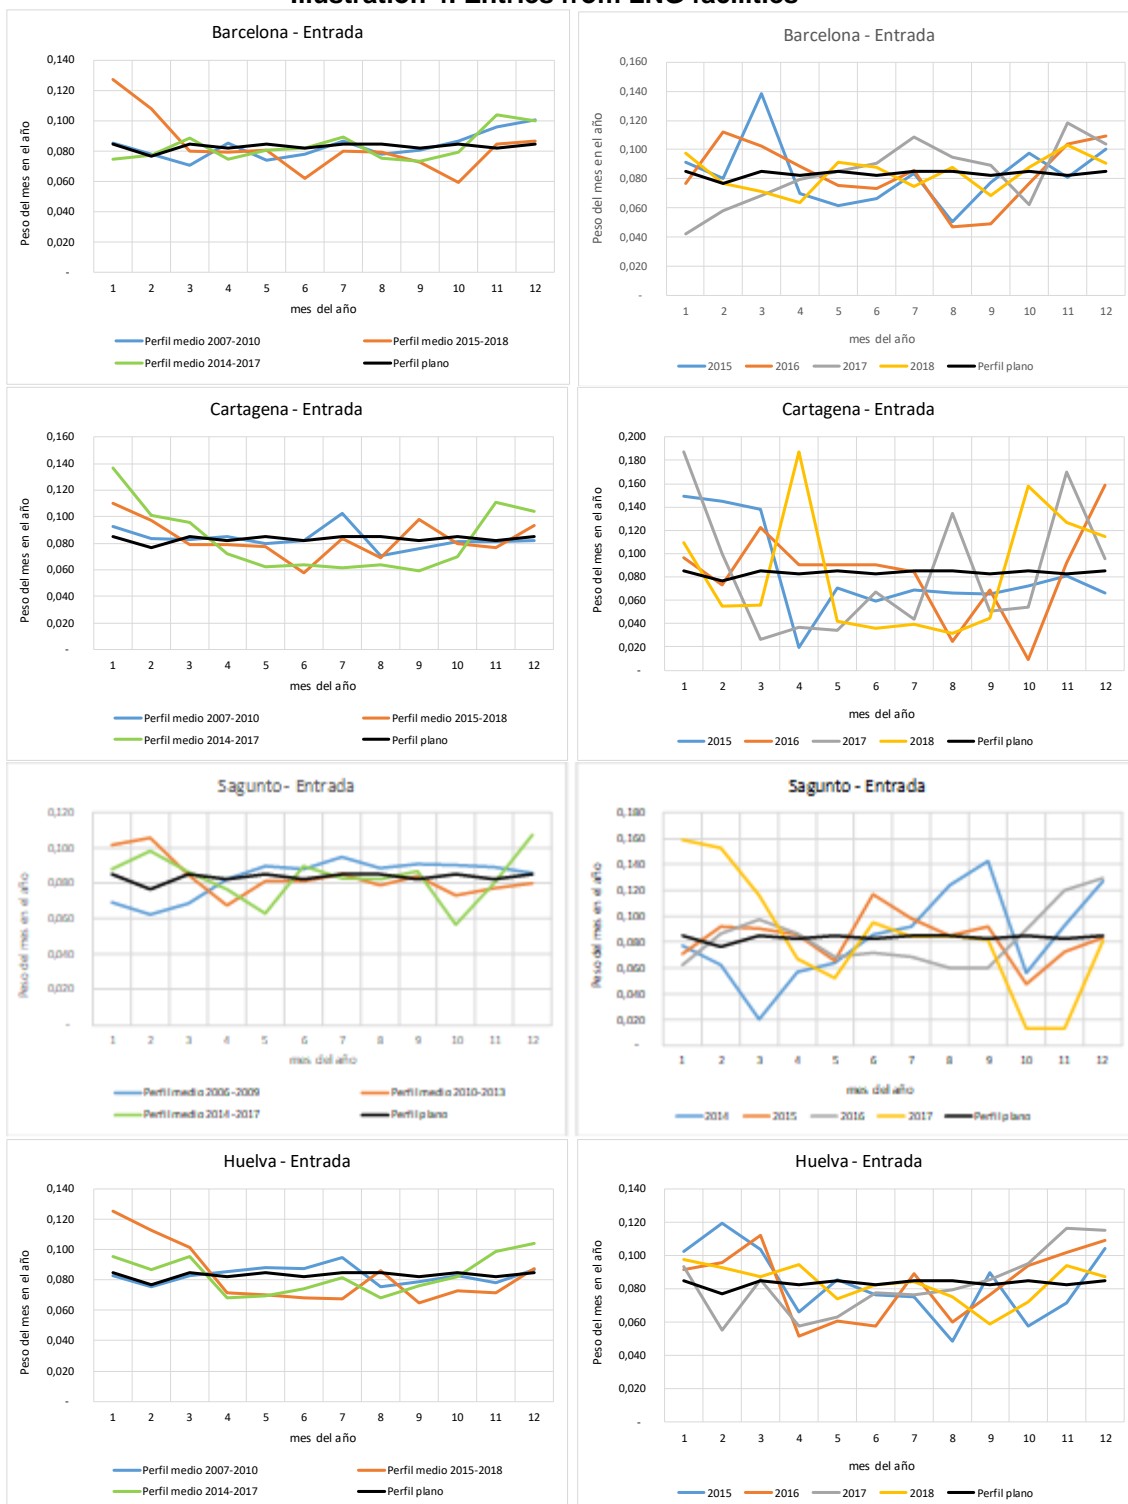 Illustration 4. Entries from LNG facilities
Barcelona - Entrada
Peso del mes en el año
0,140
0,120
0,100
0,080
0,060
0,040
0,020
-
1 2 3 4 5 6 7 8 9 10 11 12
mes del año
Perfil medio 2007-2010 Perfil medio 2015-2018
Perfil medio 2014-2017 Perfil plano
Barcelona - Entrada
Peso del mes en el año
0,160
0,140
0,120
0,100
0,080
0,060
0,040
0,020
-
1 2 3 4 5 6 7 8 9 10 11 12
mes del año
2015 2016 2017 2018 Perfil plano
Cartagena - Entrada
Peso del mes en el año
0,160
0,140
0,120
0,100
0,080
0,060
0,040
0,020
-
1 2 3 4 5 6 7 8 9 10 11 12
mes del año
Perfil medio 2007-2010 Perfil medio 2015-2018
Perfil medio 2014-2017 Perfil plano
Cartagena - Entrada
Peso del mes en el año
0,200
0,180
0,160
0,140
0,120
0,100
0,080
0,060
0,040
0,020
-
1 2 3 4 5 6 7 8 9 10 11 12
mes del año
2015 2016 2017 2018 Perfil plano
Sagunto - Entrada
Peso del mes en el año
0,120
0,100
0,080
0,060
0,040
0,020
-
1 2 3 4 5 6 7 8 9 10 11 12
mes del año
Perfil medio 2006-2009 Perfil medio 2010-2013
Perfil medio 2014-2017 Perfil plano
Sagunto - Entrada
Peso del mes en el año
0,180
0,160
0,140
0,120
0,100
0,080
0,060
0,040
0,020
-
1 2 3 4 5 6 7 8 9 10 11 12
mes del año
2014 2015 2016 2017 Perfil plano
Huelva - Entrada
Peso del mes en el año
0,140
0,120
0,100
0,080
0,060
0,040
0,020
-
1 2 3 4 5 6 7 8 9 10 11 12
mes del año
Perfil medio 2007-2010 Perfil medio 2015-2018
Perfil medio 2014-2017 Perfil plano
Huelva - Entrada
Peso del mes en el año
0,140
0,120
0,100
0,080
0,060
0,040
0,020
-
1 2 3 4 5 6 7 8 9 10 11 12
mes del año
2015 2016 2017 2018 Perfil plano